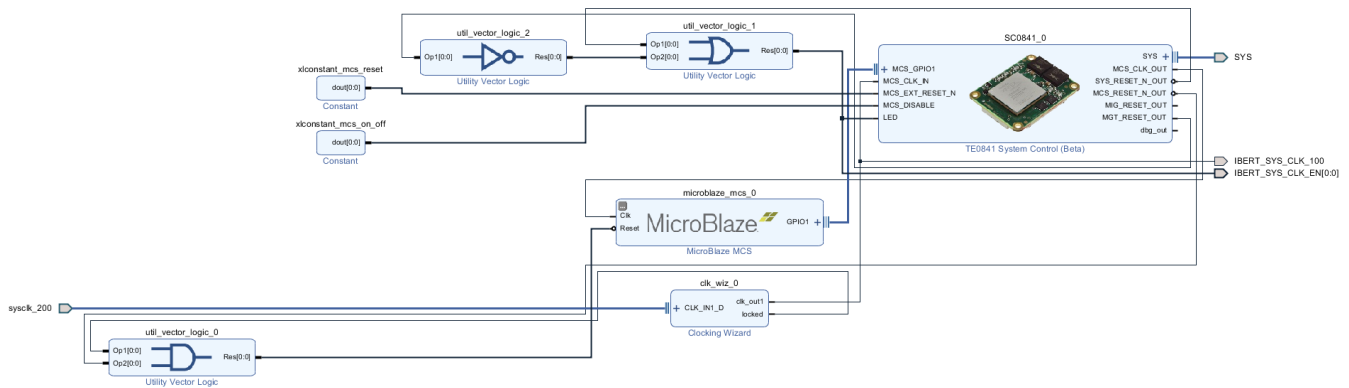 util_vector_logic_2
Op1[0:0]
Res[0:0]
Utility Vector Logic
util_vector_logic_1
Op1[0:0]
Op2[0:0]
Res[0:0]
Utility Vector Logic
SC0841_0
MCS_GPIO1
MCS_CLK_IN
MCS_EXT_RESET_N
MCS_DISABLE
LED
SYS
MCS_CLK_OUT
SYS_RESET_N_OUT
MCS_RESET_N_OUT
MIG_RESET_OUT
MGT_RESET_OUT
dbg_out
TE0841 System Control (Beta)
SYS
xlconstant_mcs_reset
dout[0:0]
Constant
xlconstant_mcs_on_off
dout[0:0]
Constant
IBERT_SYS_CLK_100
IBERT_SYS_CLK_EN[0:0]
microblaze_mcs_0
Clk
Reset
MicroBlaze
GPIO1
MicroBlaze MCS
sysclk_200
clk_wiz_0
CLK_IN1_D
clk_out1
locked
Clocking Wizard
util_vector_logic_0
Op1[0:0]
Op2[0:0]
Res[0:0]
Utility Vector Logic